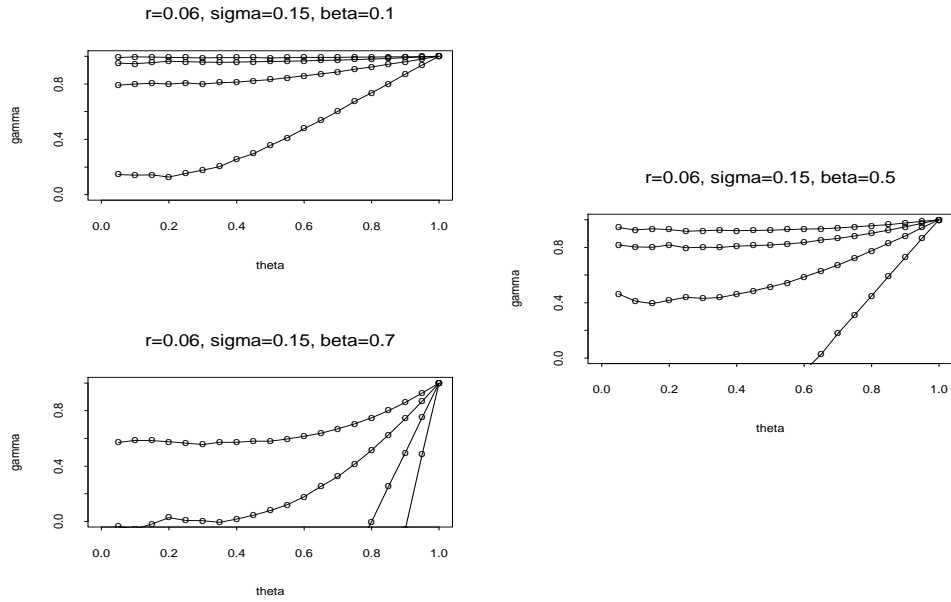 r=0.06, sigma=0.15, beta=0.1
gamma
0.0 0.4 0.8
0.0 0.2 0.4 0.6 0.8 1.0
theta
r=0.06, sigma=0.15, beta=0.5
gamma
0.0 0.4 0.8
0.0 0.2 0.4 0.6 0.8 1.0
theta
r=0.06, sigma=0.15, beta=0.7
gamma
0.0 0.4 0.8
0.0 0.2 0.4 0.6 0.8 1.0
theta